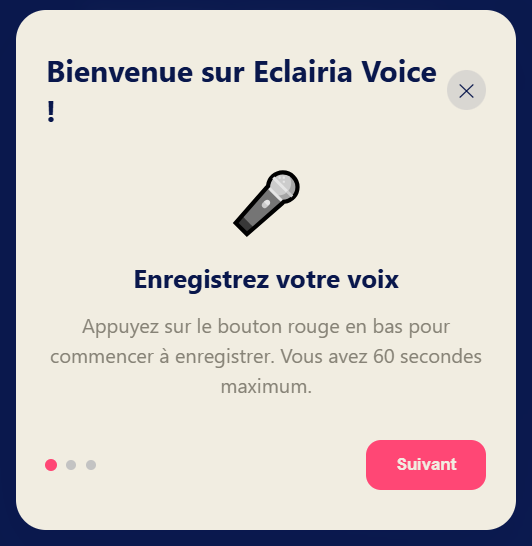 Bienvenue sur Eclairia Voice
!
Enregistrez votre voix
Appuyez sur le bouton rouge en bas pour
commencer à enregistrer. Vous avez 60 secondes
maximum.
Suivant